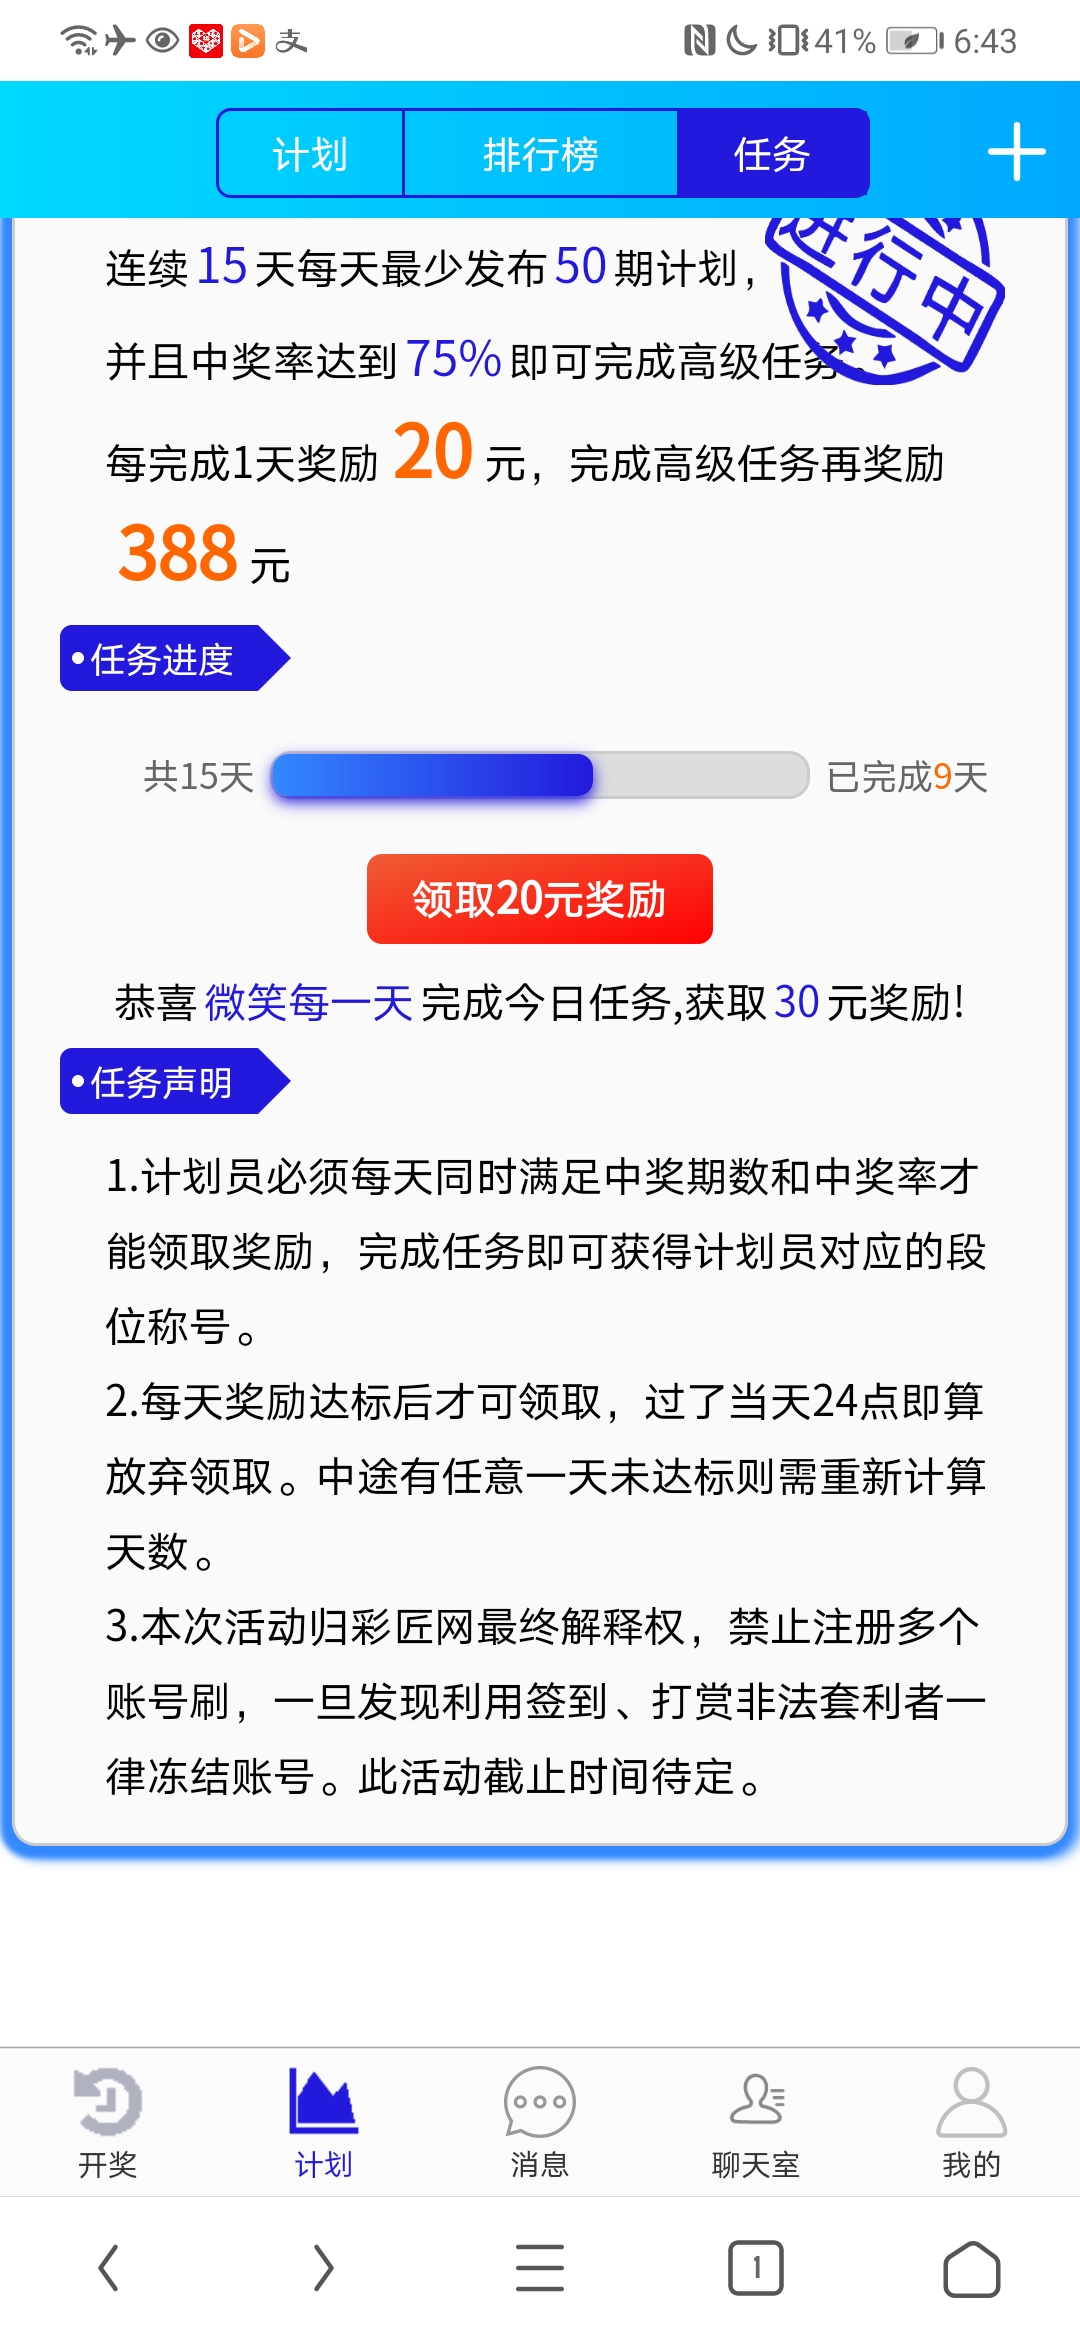 41% 6:43
计划 排行榜 任务
进行中
连续15天每天最少发布50期计划，
并且中奖率达到75%即可完成高级任务。
每完成1天奖励 20 元，完成高级任务再奖励
388 元
任务进度
共15天 已完成9天
领取20元奖励
恭喜微笑每一天完成今日任务,获取30元奖励!
任务声明
1.计划员必须每天同时满足中奖期数和中奖率才
能领取奖励，完成任务即可获得计划员对应的段
位称号。
2.每天奖励达标后才可领取，过了当天24点即算
放弃领取。中途有任意一天未达标则需重新计算
天数。
3.本次活动归彩匠网最终解释权，禁止注册多个
账号刷，一旦发现利用签到、打赏非法套利者一
律冻结账号。此活动截止时间待定。
开奖 计划 消息 聊天室 我的
1